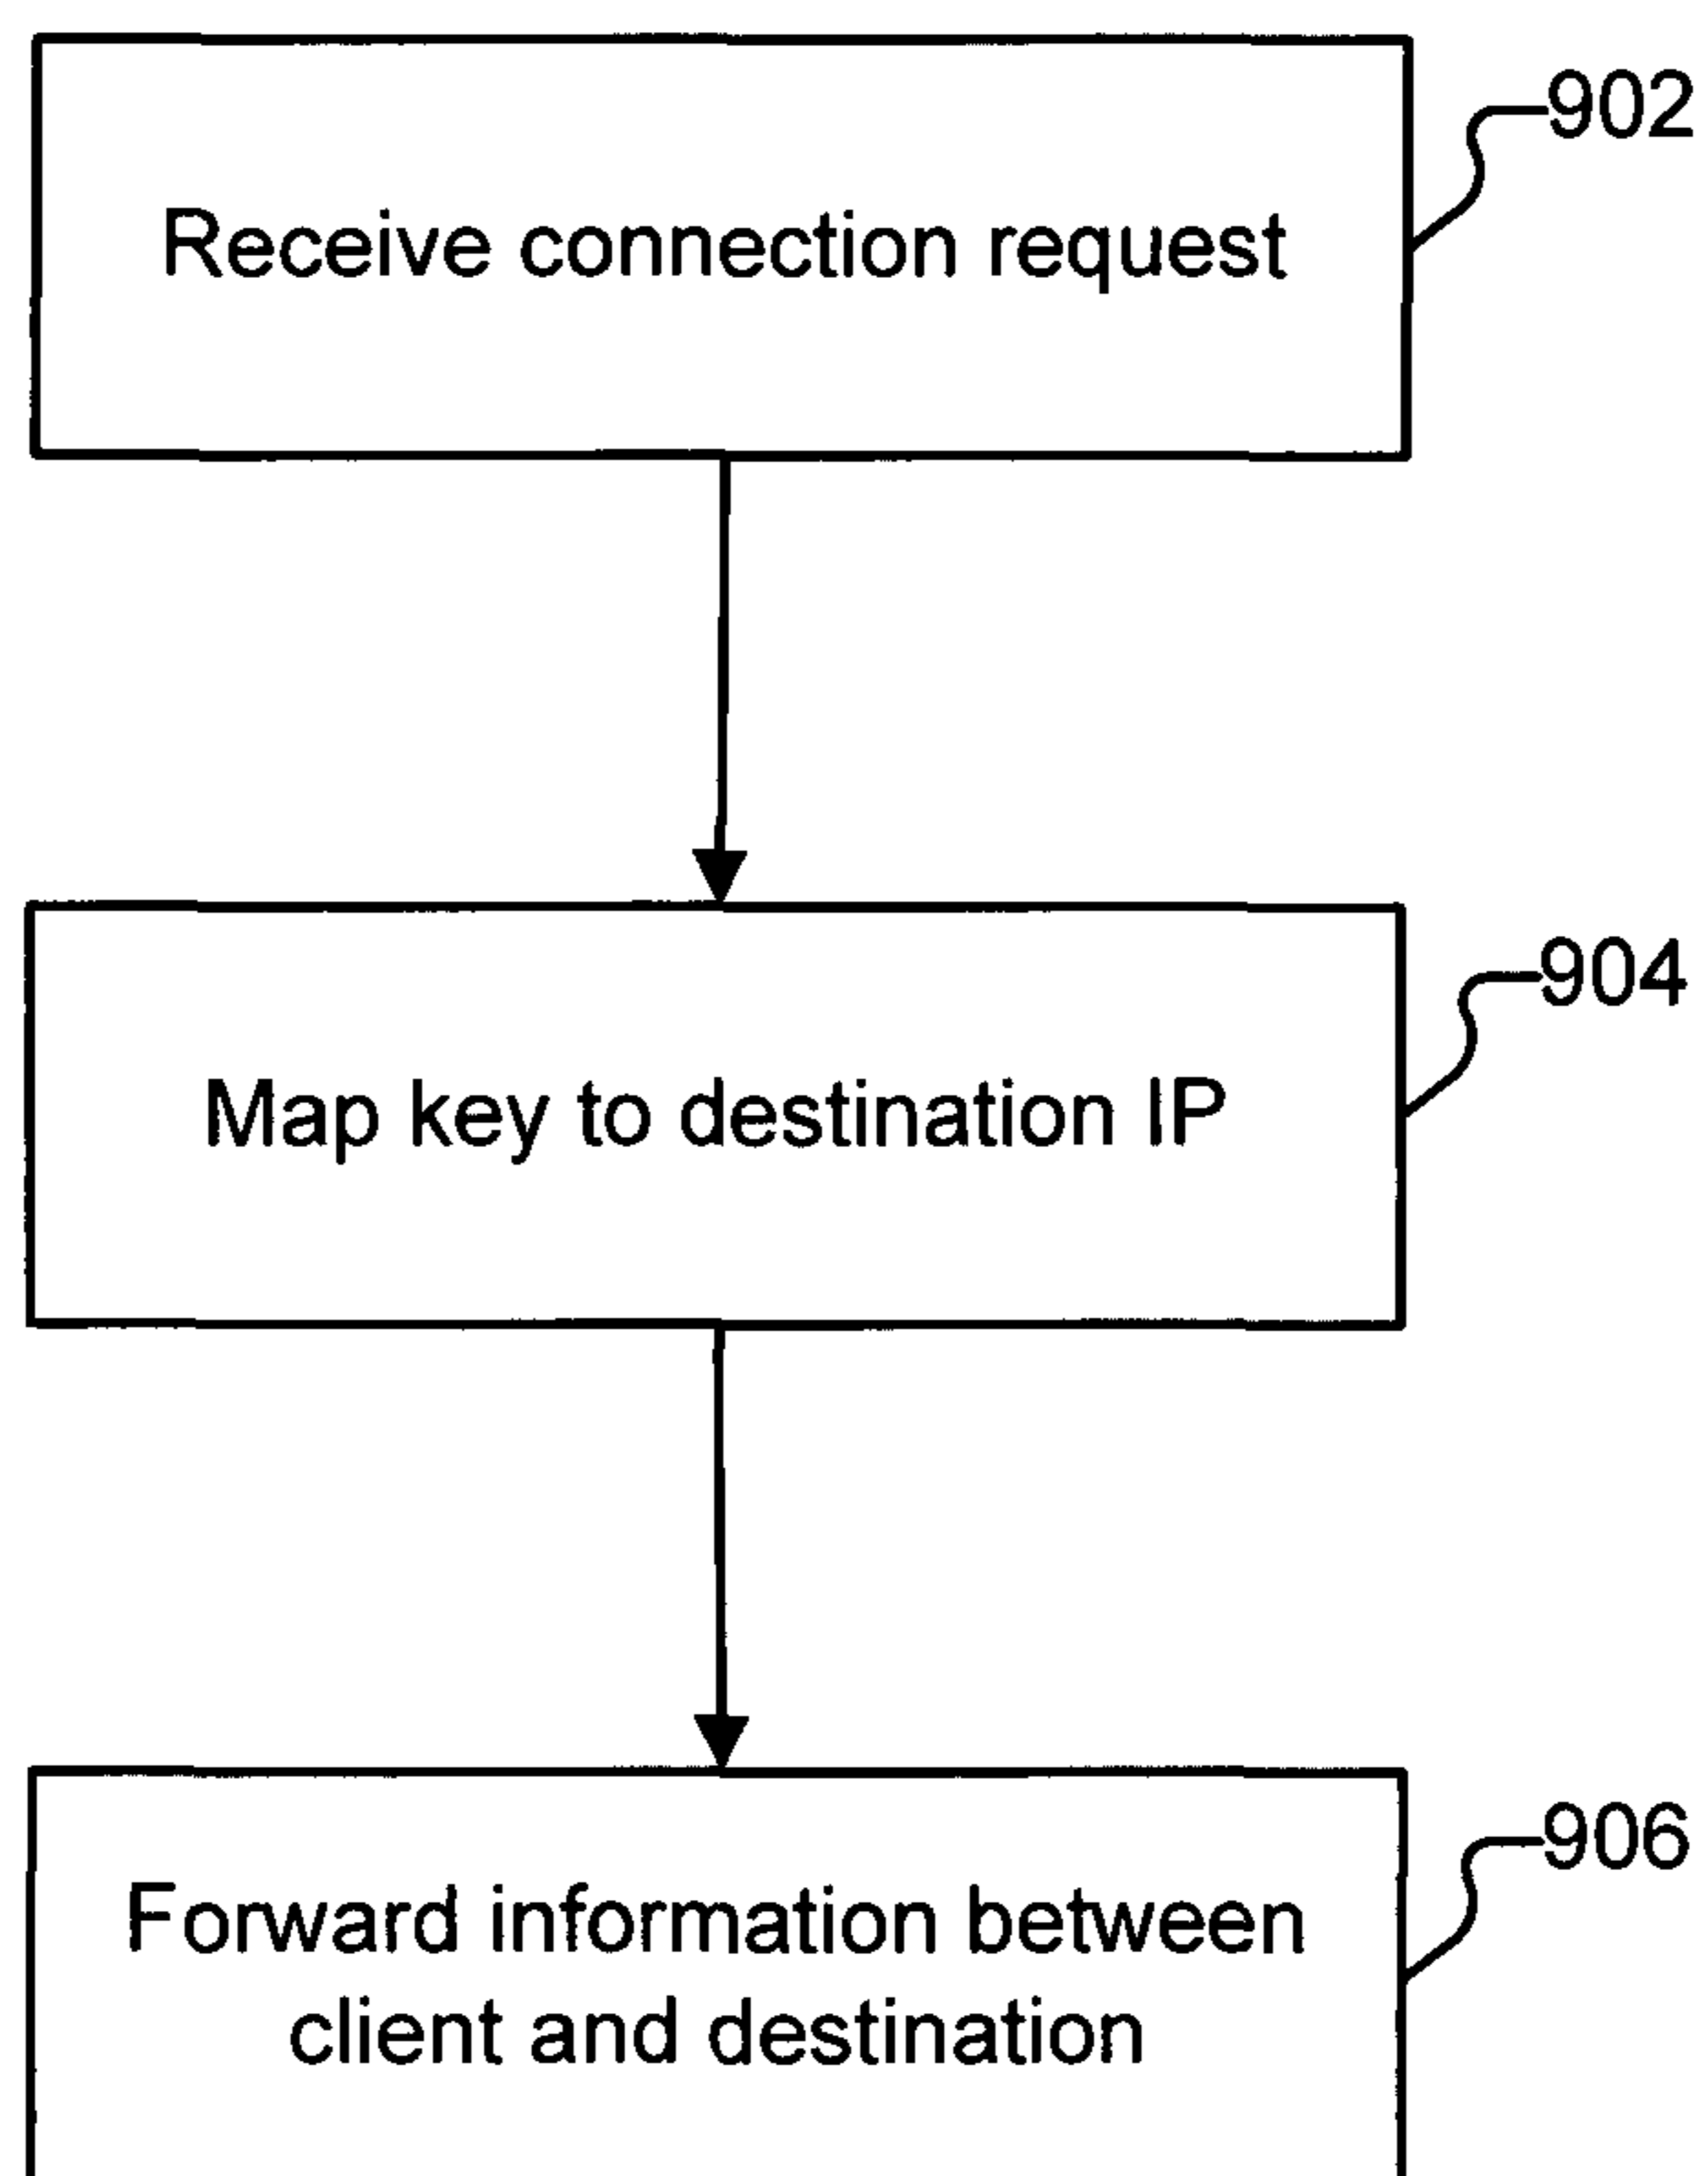 902
Receive connection request
904
Map key to destination IP
906
Forward information between
client and destination